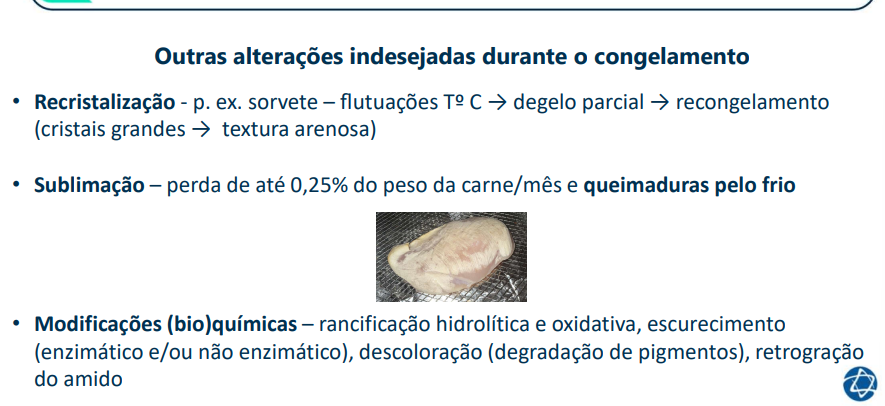 Outras alterações indesejadas durante o congelamento
• Recristalização - p. ex. sorvete – flutuações Tº C → degelo parcial → recongelamento
(cristais grandes → textura arenosa)
• Sublimação – perda de até 0,25% do peso da carne/mês e queimaduras pelo frio
• Modificações (bio)químicas – rancificação hidrolítica e oxidativa, escurecimento
(enzimático e/ou não enzimático), descoloração (degradação de pigmentos), retrogração
do amido